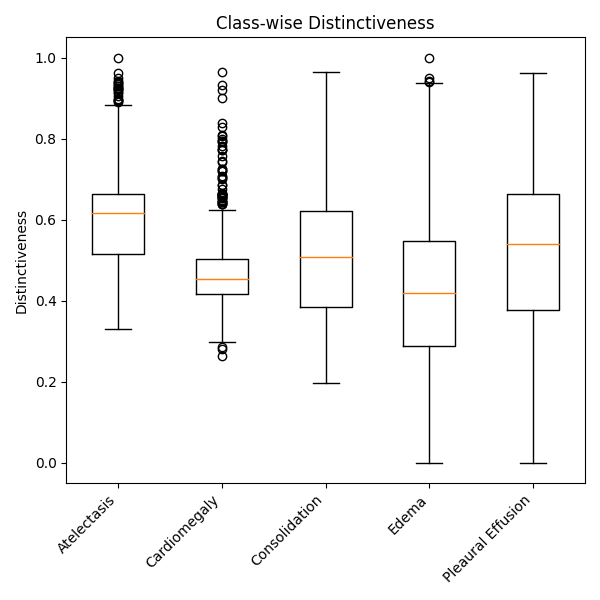 Class-wise Distinctiveness
Distinctiveness
1.0
0.8
0.6
0.4
0.2
0.0
Atelectasis
Cardiomegaly
Consolidation
Edema
Pleaural Effusion